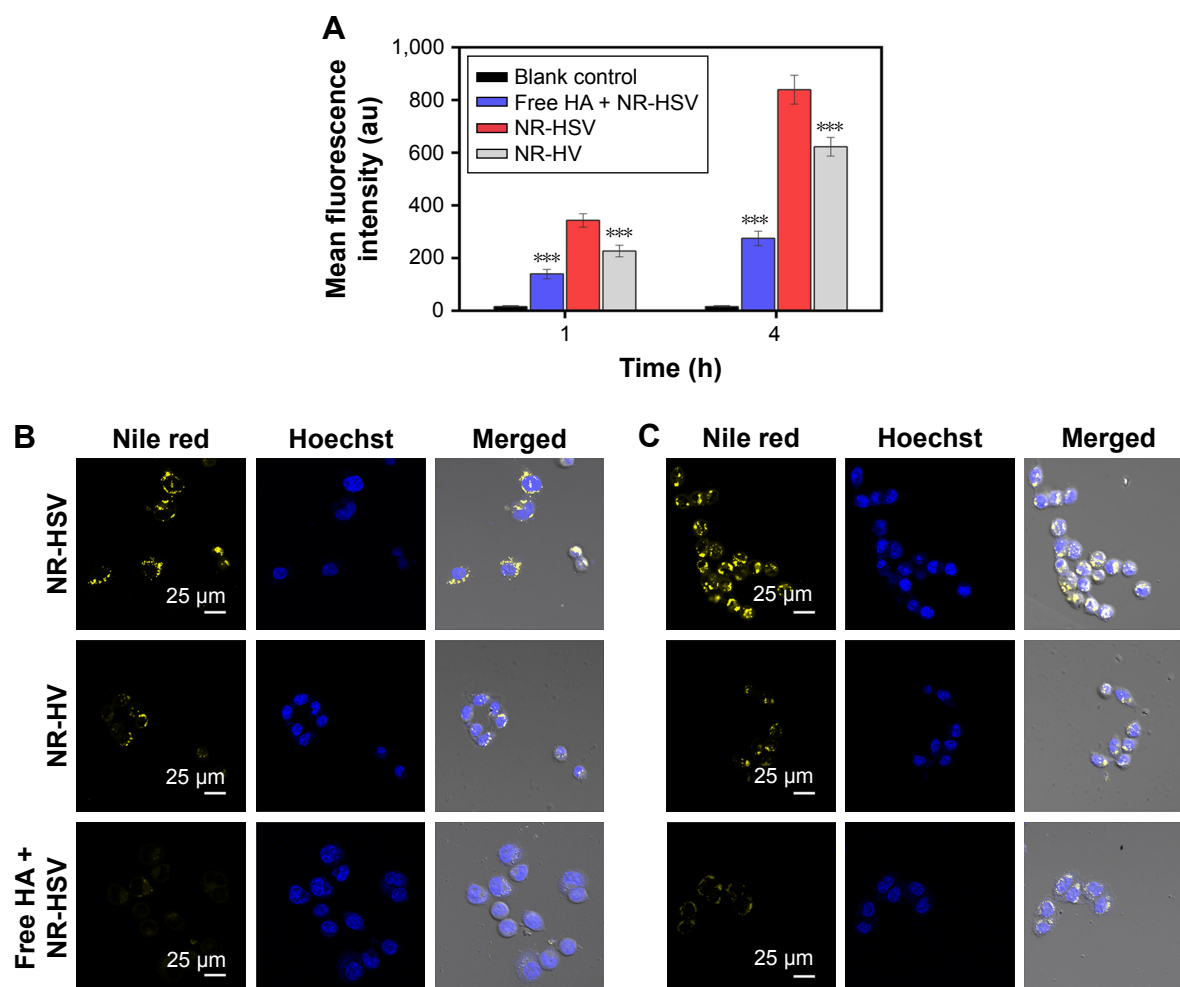 A
1,000
800
600
400
200
0
Mean fluorescence
intensity (au)
Blank control
Free HA + NR-HSV
NR-HSV
NR-HV
***
***
***
***
1
4
Time (h)
B
Nile red
Hoechst
Merged
C
Nile red
Hoechst
Merged
NR-HSV
25 µm
25 µm
NR-HV
25 µm
25 µm
Free HA +
NR-HSV
25 µm
25 µm